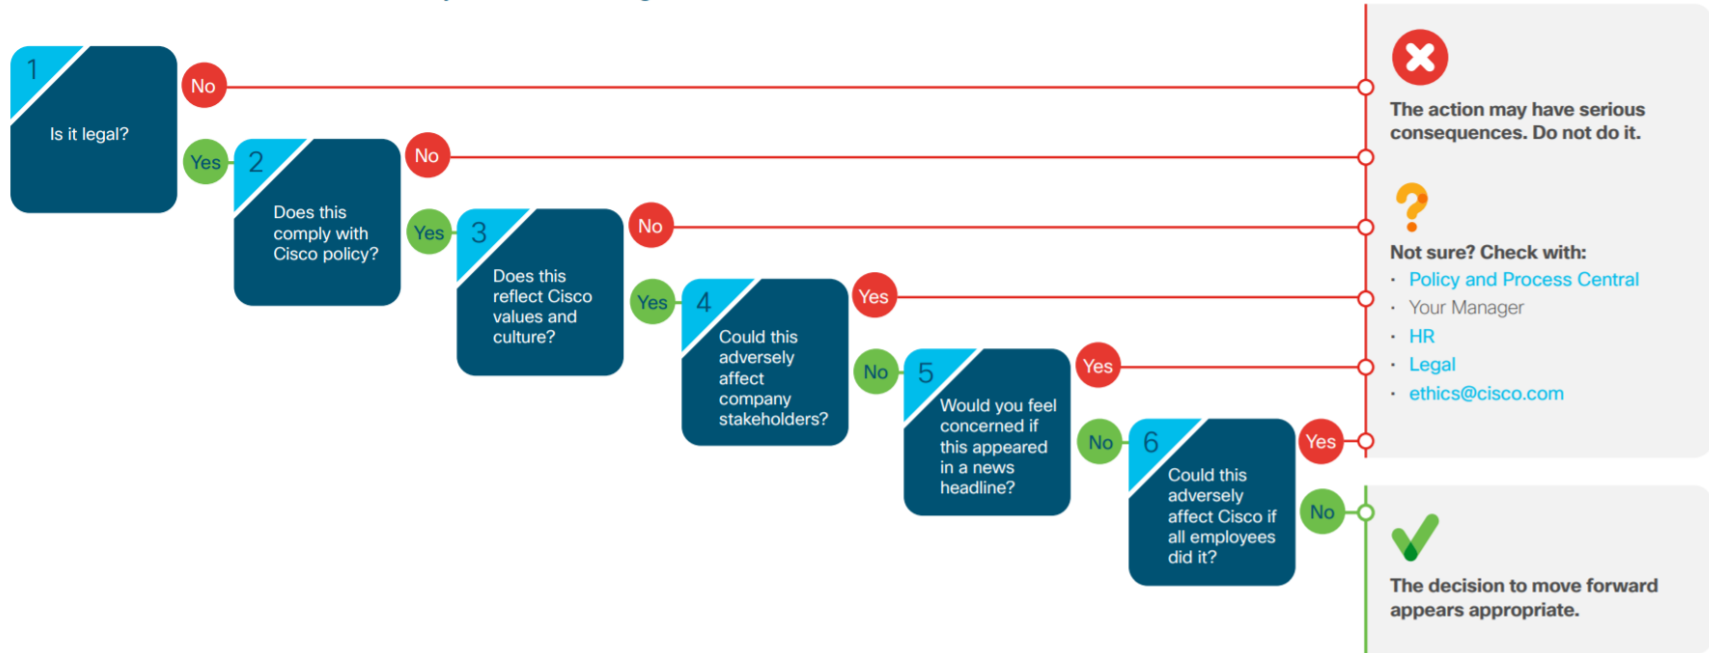 1
Is it legal?
No
Yes
2
Does this
comply with
Cisco policy?
No
Yes
3
Does this
reflect Cisco
values and
culture?
No
Yes
4
Could this
adversely
affect
company
stakeholders?
Yes
No
5
Would you feel
concerned if
this appeared
in a news
headline?
Yes
No
6
Could this
adversely
affect Cisco if
all employees
did it?
Yes
No
The action may have serious
consequences. Do not do it.
?
Not sure? Check with:
· Policy and Process Central
· Your Manager
· HR
· Legal
· ethics@cisco.com
The decision to move forward
appears appropriate.